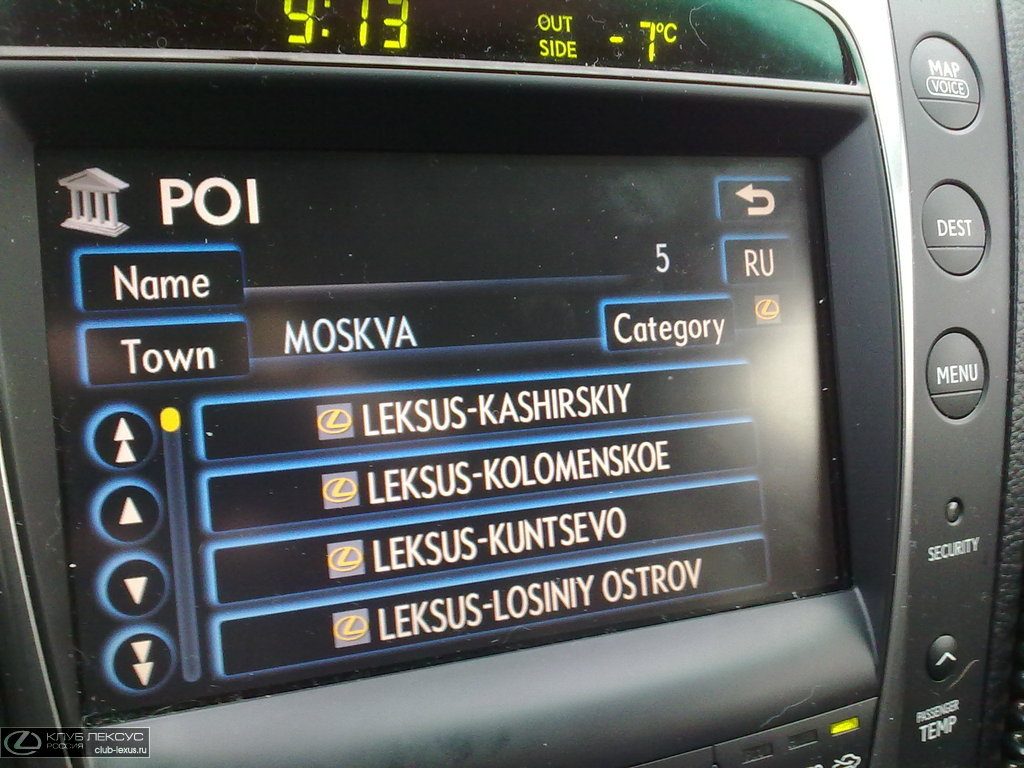 9:13
OUT SIDE -7°C
MAP
VOICE
POI
DEST
Name
5
RU
Town
MOSKVA
Category
MENU
LEKSUS-KASHIRSKIY
LEKSUS-KOLOMENSKOE
LEKSUS-KUNTSEVO
SECURITY
LEKSUS-LOSINIY OSTROV
PASSENGER
TEMP
КЛУБ ЛЕКСУС
РОССИЯ club-lexus.ru